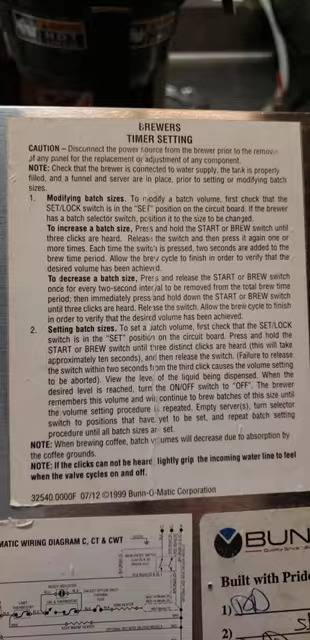 BREWERS
TIMER SETTING
CAUTION – Disconnect the power source from the brewer prior to the removal
of any panel for the replacement or adjustment of any component.
NOTE: Check that the brewer is connected to water supply, the tank is properly
filled, and a funnel and server are in place, prior to setting or modifying batch
sizes.
1. Modifying batch sizes. To modify a batch volume, first check that the
SET/LOCK switch is in the "SET" position on the circuit board. If the brewer
has a batch selector switch, position it to the size to be changed.
To increase a batch size, Press and hold the START or BREW switch until
three clicks are heard. Release the switch and then press it again one or
more times. Each time the switch is pressed, two seconds are added to the
brew time period. Allow the brew cycle to finish in order to verify that the
desired volume has been achieved.
To decrease a batch size, Press and release the START or BREW switch
once for every two-second interval to be removed from the total brew time
period; then immediately press and hold down the START or BREW switch
until three clicks are heard. Release the switch. Allow the brew cycle to finish
in order to verify that the desired volume has been achieved.
2. Setting batch sizes. To set a batch volume, first check that the SET/LOCK
switch is in the "SET" position on the circuit board. Press and hold the
START or BREW switch until three distinct clicks are heard (this will take
approximately ten seconds), and then release the switch. (Failure to release
the switch within two seconds from the third click causes the volume setting
to be aborted). View the level of the liquid being dispensed. When the
desired level is reached, turn the ON/OFF switch to "OFF". The brewer
remembers this volume and will continue to brew batches of this size until
the volume setting procedure is repeated. Empty server(s), turn selector
switch to positions that have yet to be set, and repeat batch setting
procedure until all batch sizes are set.
NOTE: When brewing coffee, batch volumes will decrease due to absorption by
the coffee grounds.
NOTE: If the clicks can not be heard lightly grip the incoming water line to feel
when the valve cycles on and off.
32540.0000F 07/12 ©1999 Bunn-O-Matic Corporation
MATIC WIRING DIAGRAM C, CT & CWT
BUN
Built with Pride
1)
2)